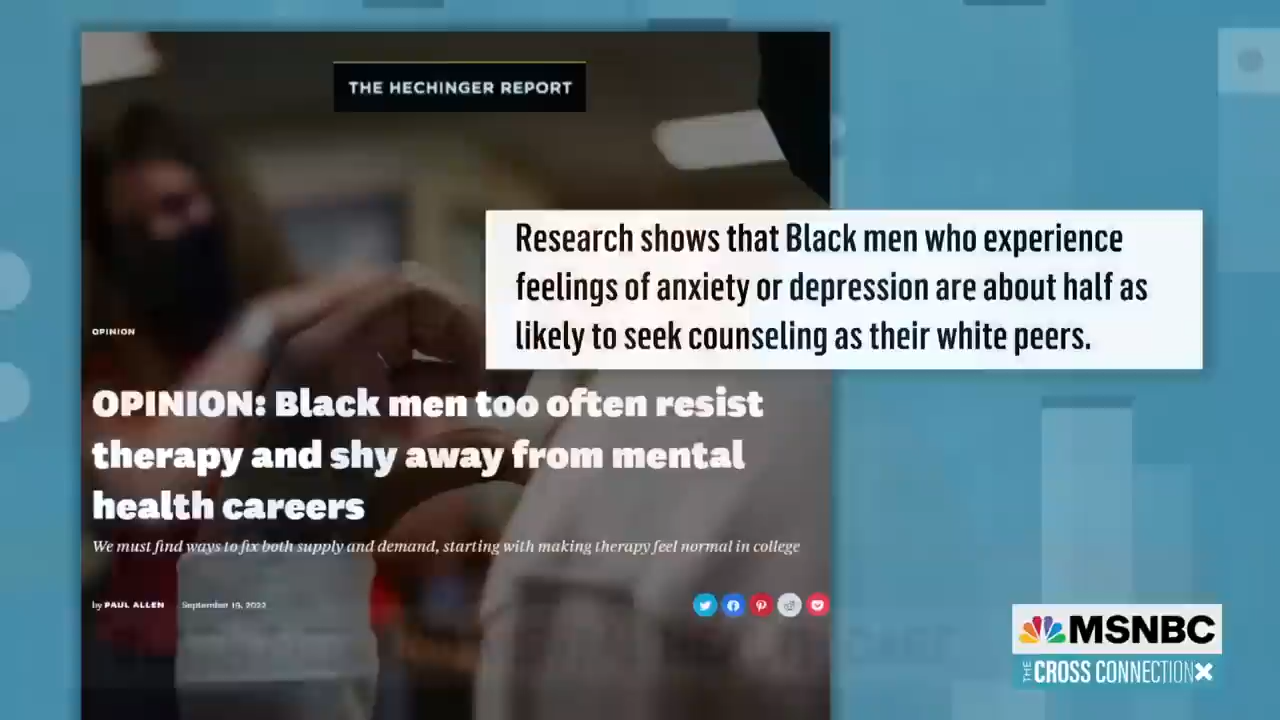 THE HECHINGER REPORT
Research shows that Black men who experience
feelings of anxiety or depression are about half as
likely to seek counseling as their white peers.
OPINION
OPINION: Black men too often resist
therapy and shy away from mental
health careers
We must find ways to fix both supply and demand, starting with making therapy feel normal in college
by PAUL ALLEN September 19, 2022
MSNBC
THE CROSS CONNECTION